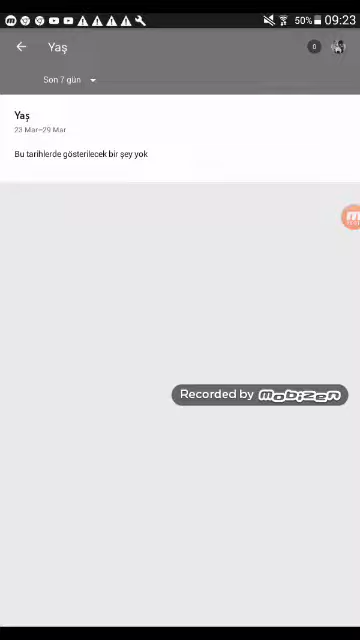 50% 09:23
Yaş
0
Son 7 gün
Yaş
23 Mar–29 Mar
Bu tarihlerde gösterilecek bir şey yok
Recorded by mobizen